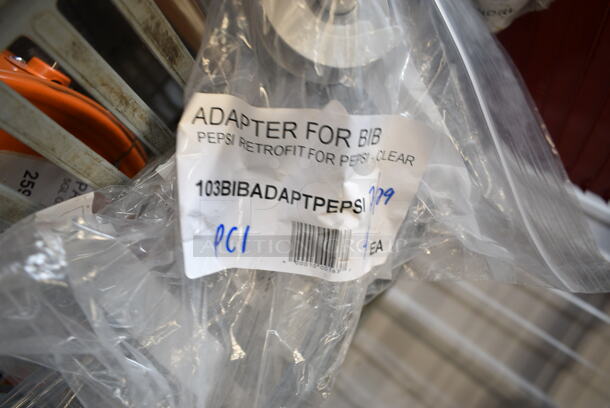 ADAPTER FOR BIB
PEPSI RETROFIT FOR PEPSI - CLEAR
103BIBADAPTPEPSI
PC1
EA